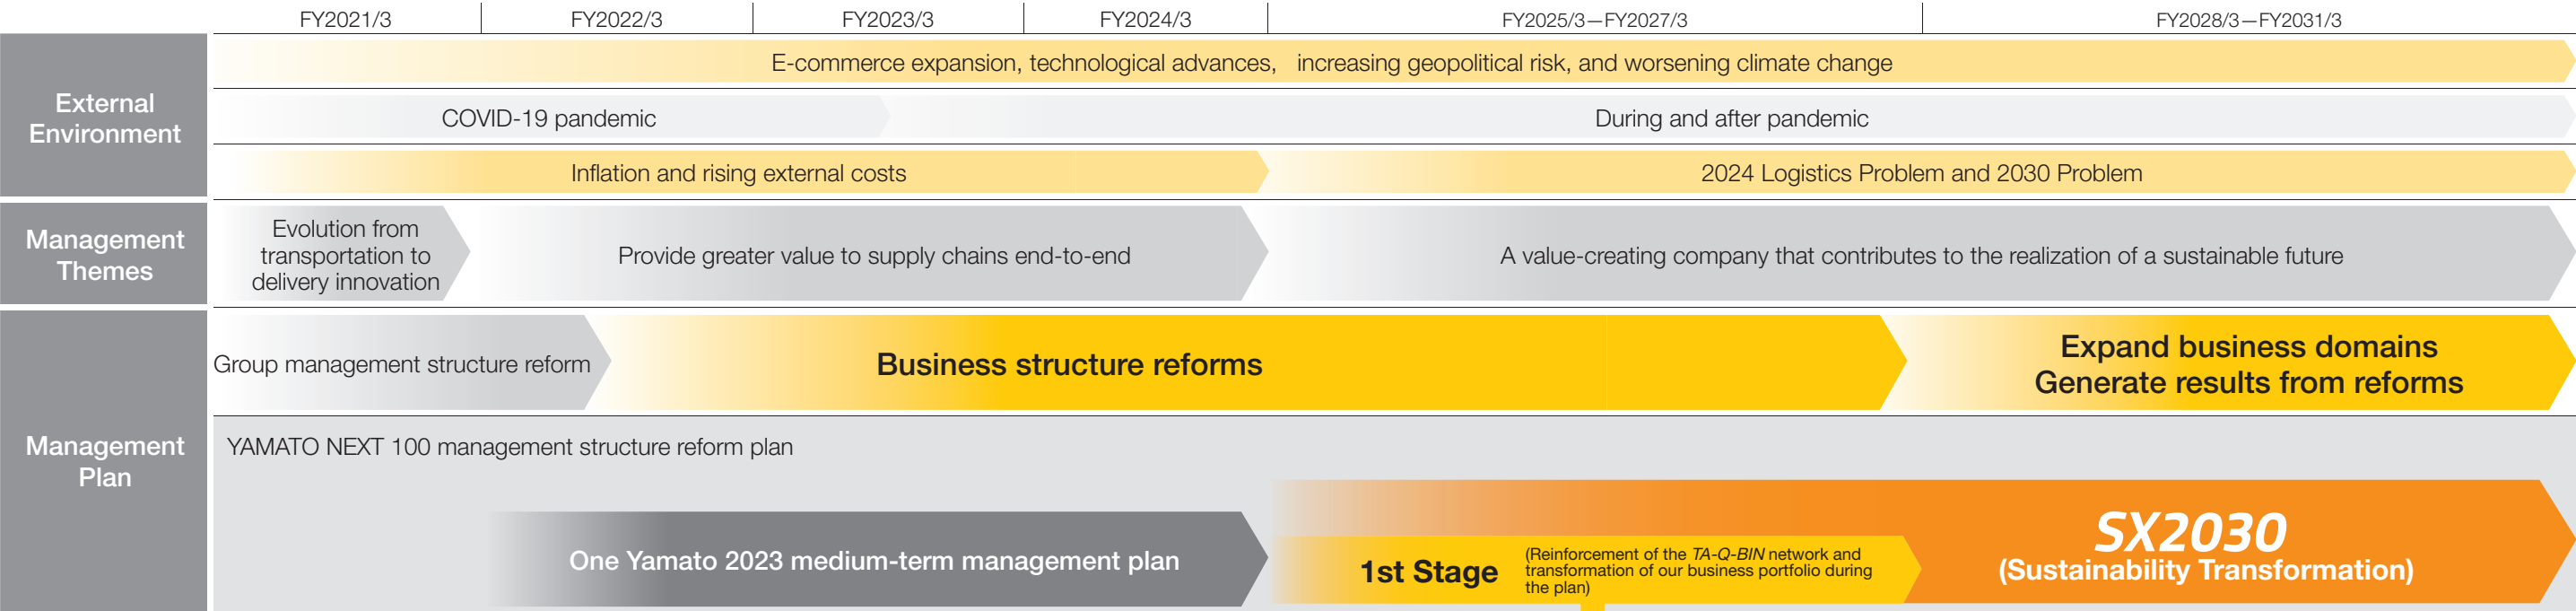 FY2021/3 FY2022/3 FY2023/3 FY2024/3 FY2025/3—FY2027/3 FY2028/3—FY2031/3
External
Environment
E-commerce expansion, technological advances, increasing geopolitical risk, and worsening climate change
COVID-19 pandemic During and after pandemic
Inflation and rising external costs 2024 Logistics Problem and 2030 Problem
Management
Themes
Evolution from
transportation to
delivery innovation
Provide greater value to supply chains end-to-end
A value-creating company that contributes to the realization of a sustainable future
Management
Plan
Group management structure reform
Business structure reforms
Expand business domains
Generate results from reforms
YAMATO NEXT 100 management structure reform plan
One Yamato 2023 medium-term management plan
1st Stage
(Reinforcement of the TA-Q-BIN network and
transformation of our business portfolio during
the plan)
SX2030
(Sustainability Transformation)